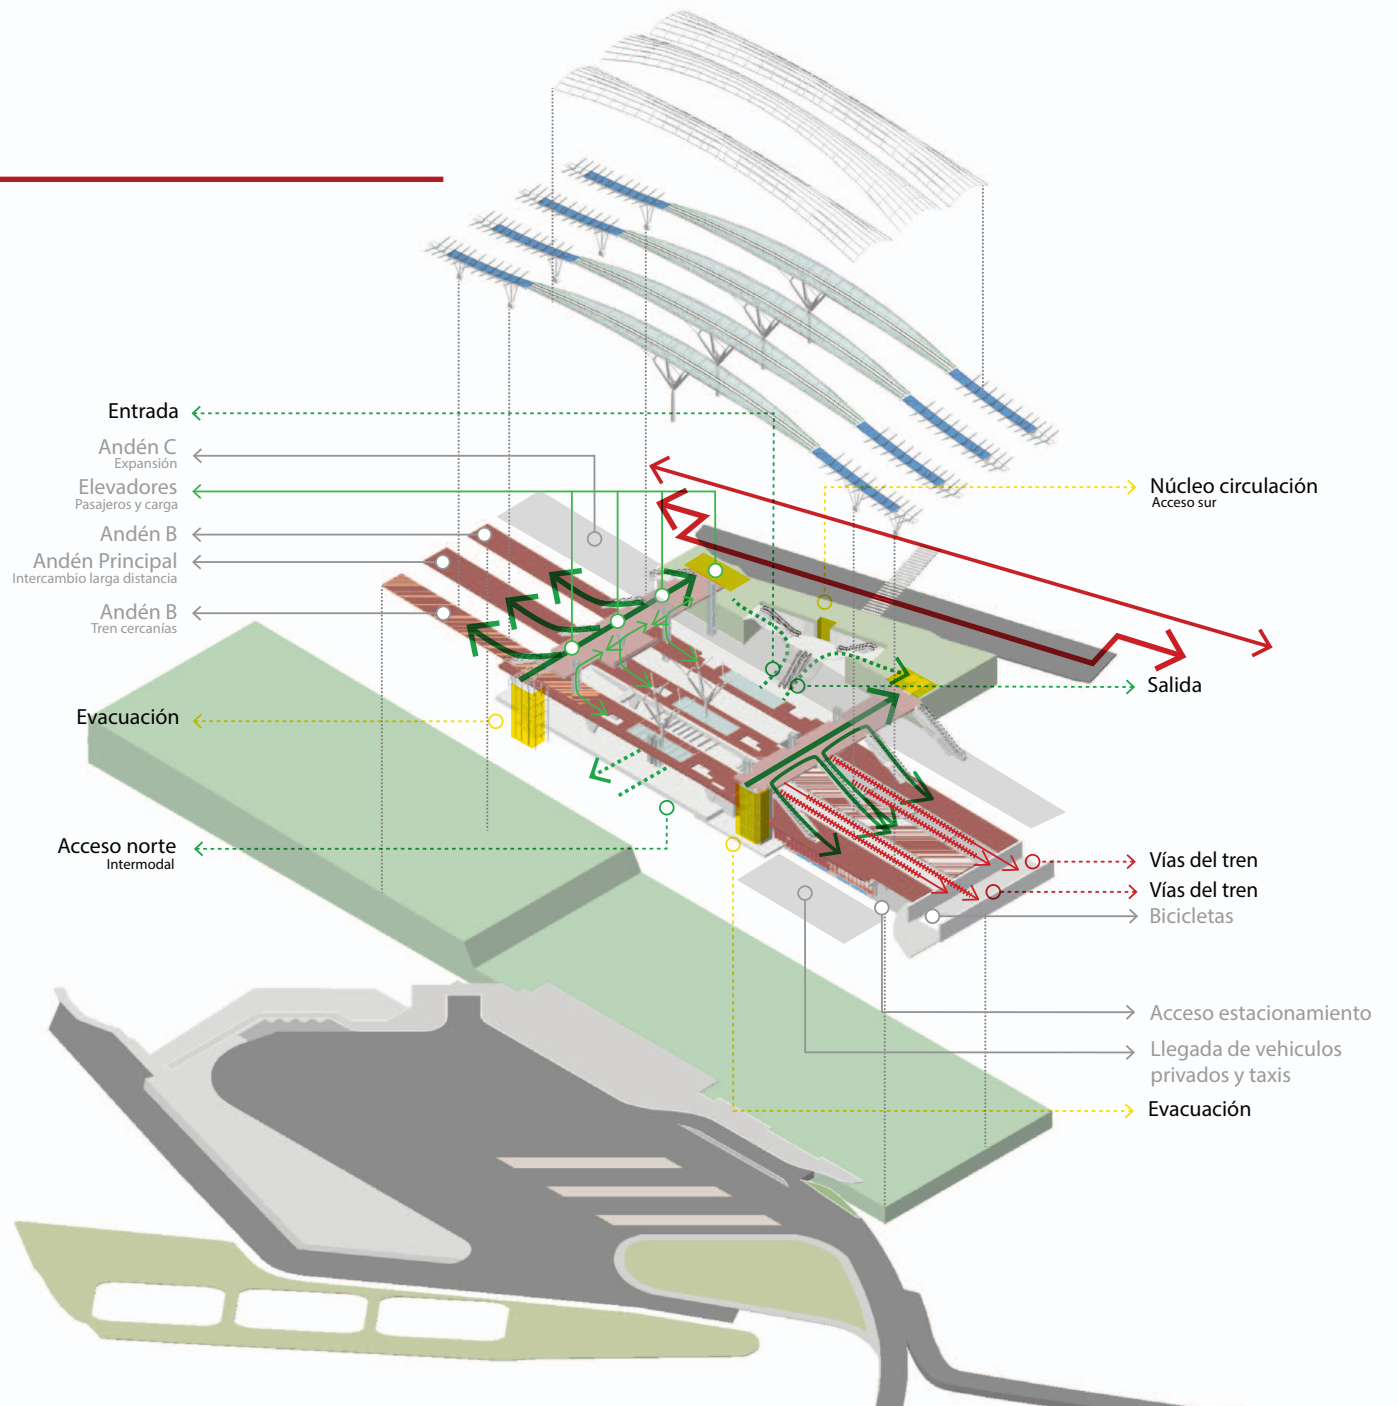 Entrada
Andén C
Expansión
Elevadores
Pasajeros y carga
Andén B
Andén Principal
Intercambio larga distancia
Andén B
Tren cercanías
Evacuación
Acceso norte
Intermodal
Núcleo circulación
Acceso sur
Salida
Vías del tren
Vías del tren
Bicicletas
Acceso estacionamiento
Llegada de vehiculos
privados y taxis
Evacuación